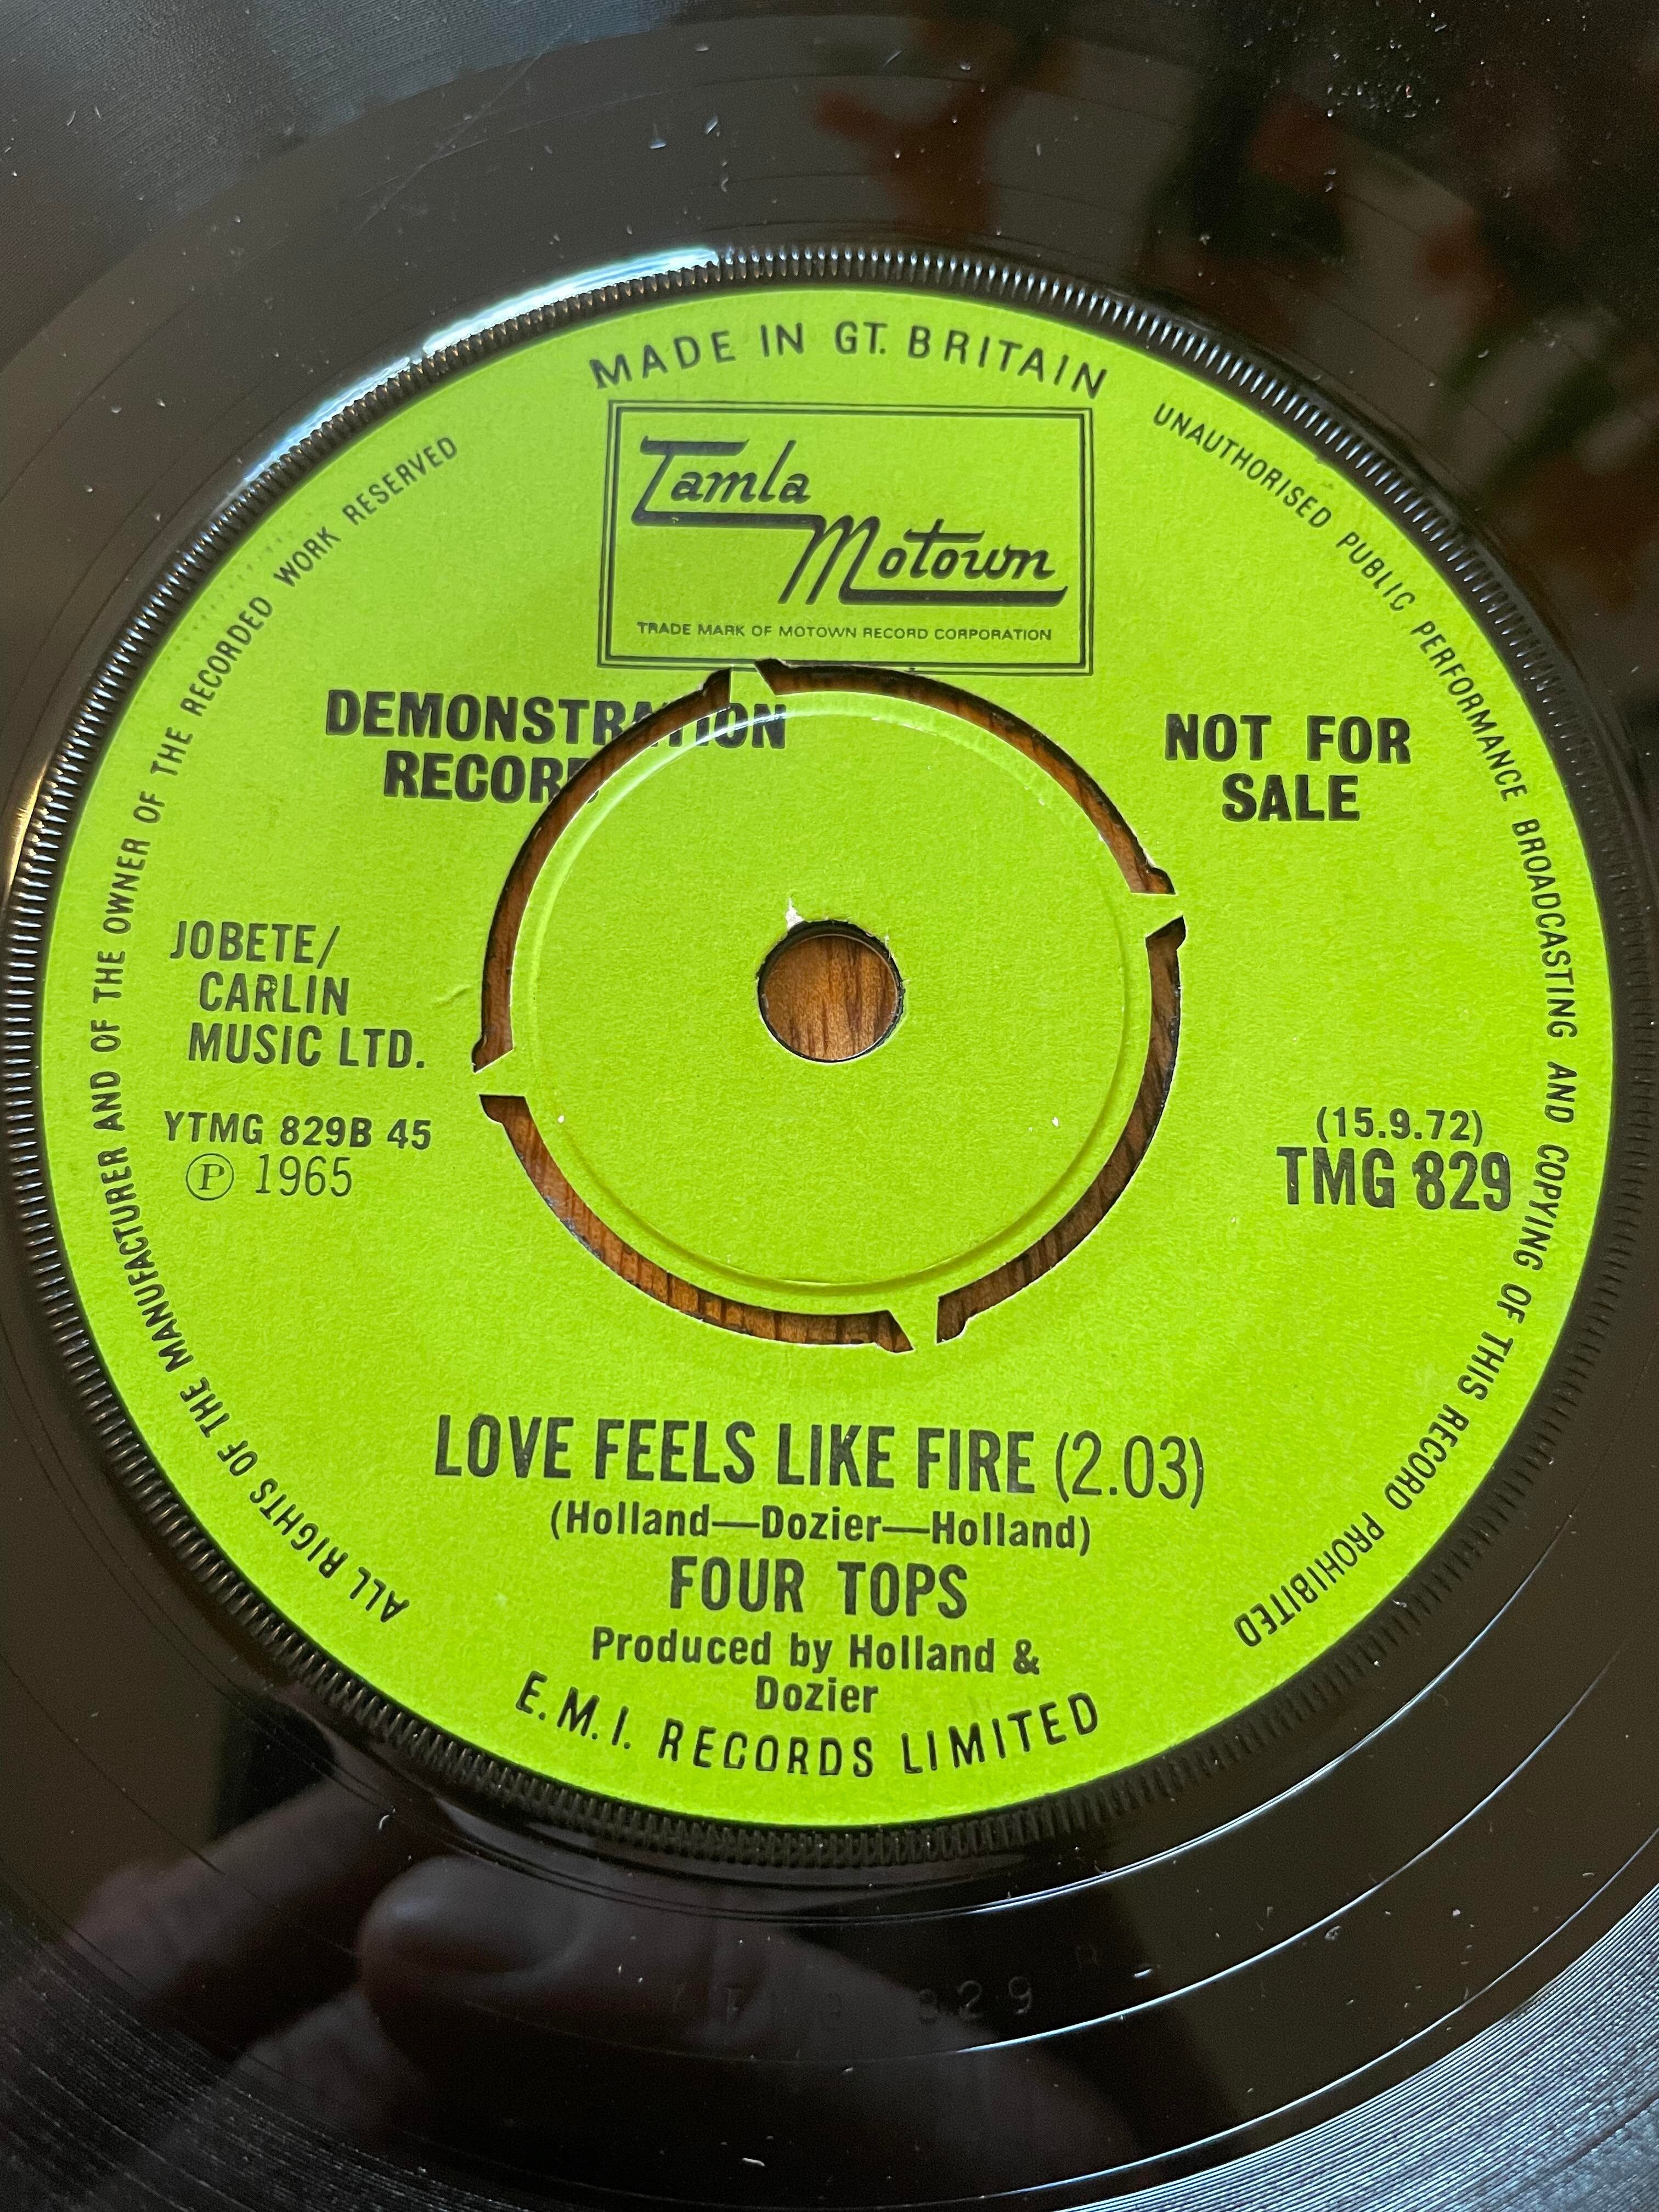 MADE IN GT. BRITAIN
Tamla
Motown
TRADE MARK OF MOTOWN RECORD CORPORATION
ALL RIGHTS OF THE MANUFACTURER AND OF THE OWNER OF THE RECORDED WORK RESERVED
UNAUTHORISED PUBLIC PERFORMANCE BROADCASTING AND COPYING OF THIS RECORD PROHIBITED
DEMONSTRATION
RECORD
NOT FOR
SALE
JOBETE/
CARLIN
MUSIC LTD.
YTMG 829B 45
Ⓟ 1965
(15.9.72)
TMG 829
LOVE FEELS LIKE FIRE (2.03)
(Holland—Dozier—Holland)
FOUR TOPS
Produced by Holland &
Dozier
E.M.I. RECORDS LIMITED
829